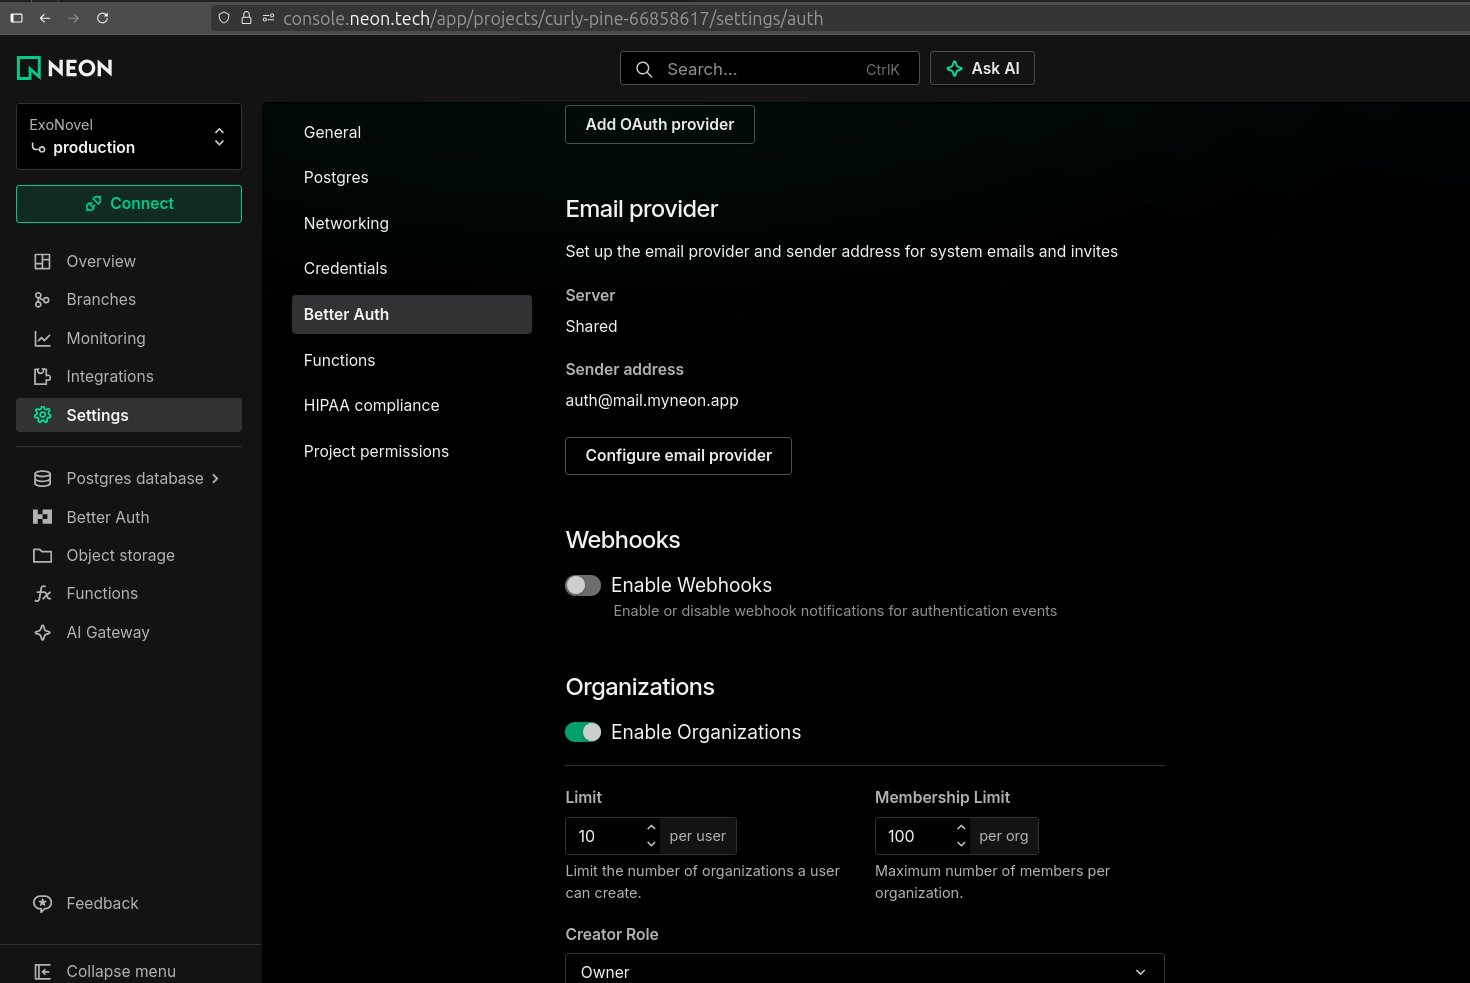 console.neon.tech/app/projects/curly-pine-66858617/settings/auth
NEON
Search...
CtrlK
Ask AI
ExoNovel
production
Connect
Overview
Branches
Monitoring
Integrations
Settings
Postgres database
Better Auth
Object storage
Functions
AI Gateway
Feedback
Collapse menu
General
Postgres
Networking
Credentials
Better Auth
Functions
HIPAA compliance
Project permissions
Add OAuth provider
Email provider
Set up the email provider and sender address for system emails and invites
Server
Shared
Sender address
auth@mail.myneon.app
Configure email provider
Webhooks
Enable Webhooks
Enable or disable webhook notifications for authentication events
Organizations
Enable Organizations
Limit
10
per user
Limit the number of organizations a user
can create.
Membership Limit
100
per org
Maximum number of members per
organization.
Creator Role
Owner